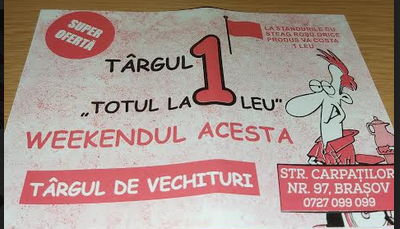 SUPER
OFERTĂ
LA STANDURILE CU
STEAG ROȘU ORICE
PRODUS VA COSTA
1 LEU
TÂRGUL
„TOTUL LA 1 LEU”
WEEKENDUL ACESTA
TÂRGUL DE VECHITURI
STR. CARPAȚILOR
NR. 97, BRAȘOV
0727 099 099